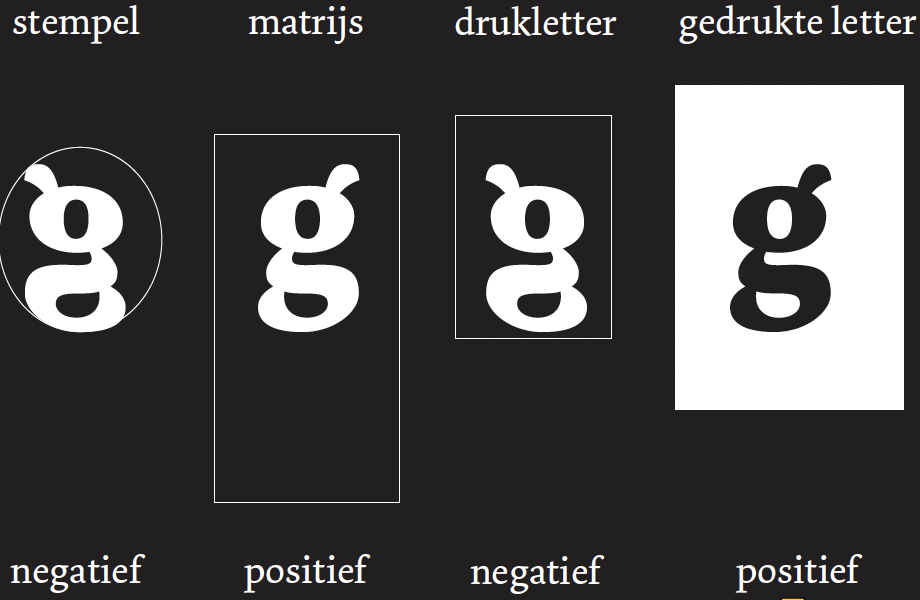 stempel matrijs drukletter gedrukte letter
g g g g
negatief positief negatief positief